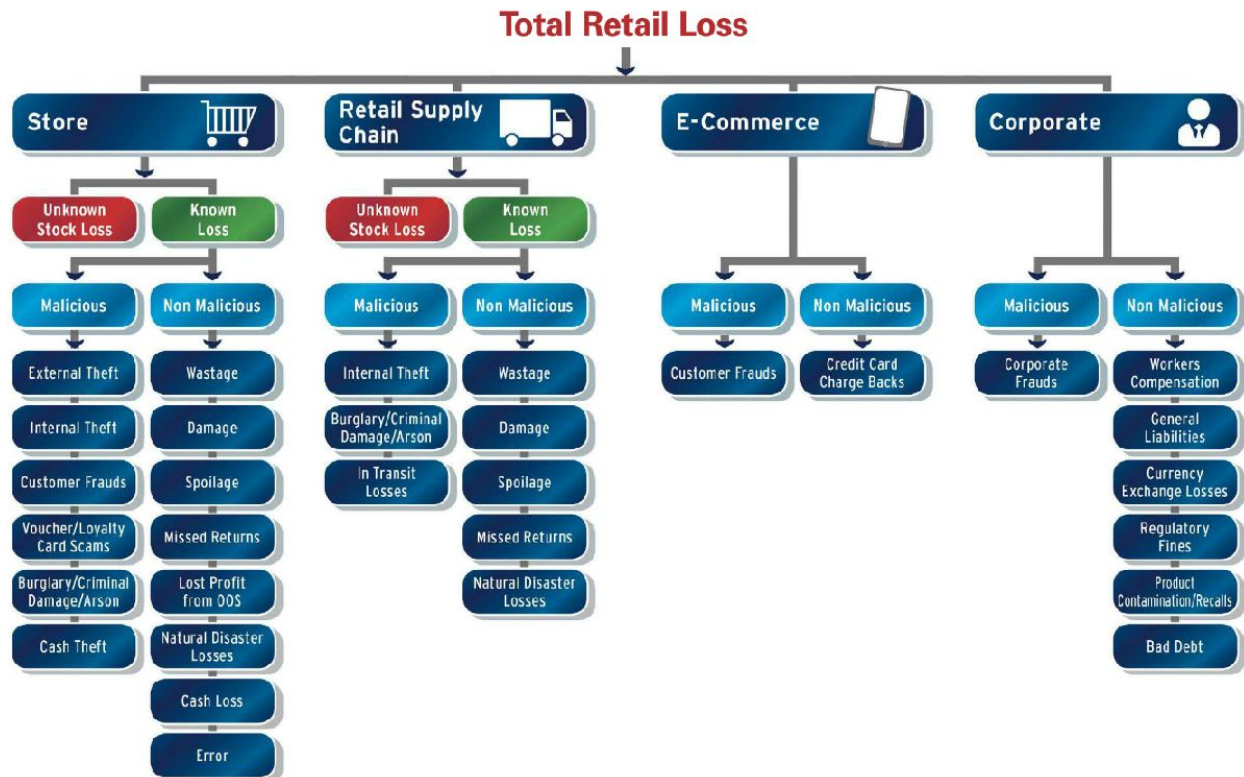 Total Retail Loss
Store
Retail Supply
Chain
E-Commerce
Corporate
Unknown
Stock Loss
Known
Loss
Unknown
Stock Loss
Known
Loss
Malicious
Non Malicious
Malicious
Non Malicious
Malicious
Non Malicious
Malicious
Non Malicious
External Theft
Internal Theft
Customer Frauds
Voucher/Loyalty
Card Scams
Burglary/Criminal
Damage/Arson
Cash Theft
Wastage
Damage
Spoilage
Missed Returns
Lost Profit
from OOS
Natural Disaster
Losses
Cash Loss
Error
Internal Theft
Burglary/Criminal
Damage/Arson
In Transit
Losses
Wastage
Damage
Spoilage
Missed Returns
Natural Disaster
Losses
Customer Frauds
Credit Card
Charge Backs
Corporate
Frauds
Workers
Compensation
General
Liabilities
Currency
Exchange Losses
Regulatory
Fines
Product
Contamination/Recalls
Bad Debt